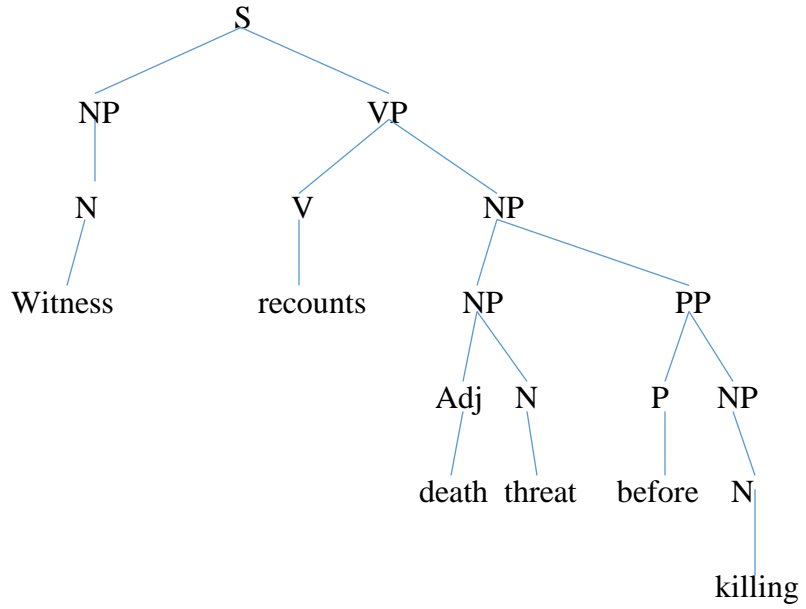 S
NP VP
N V NP
Witness recounts NP PP
Adj N P NP
death threat before N
killing